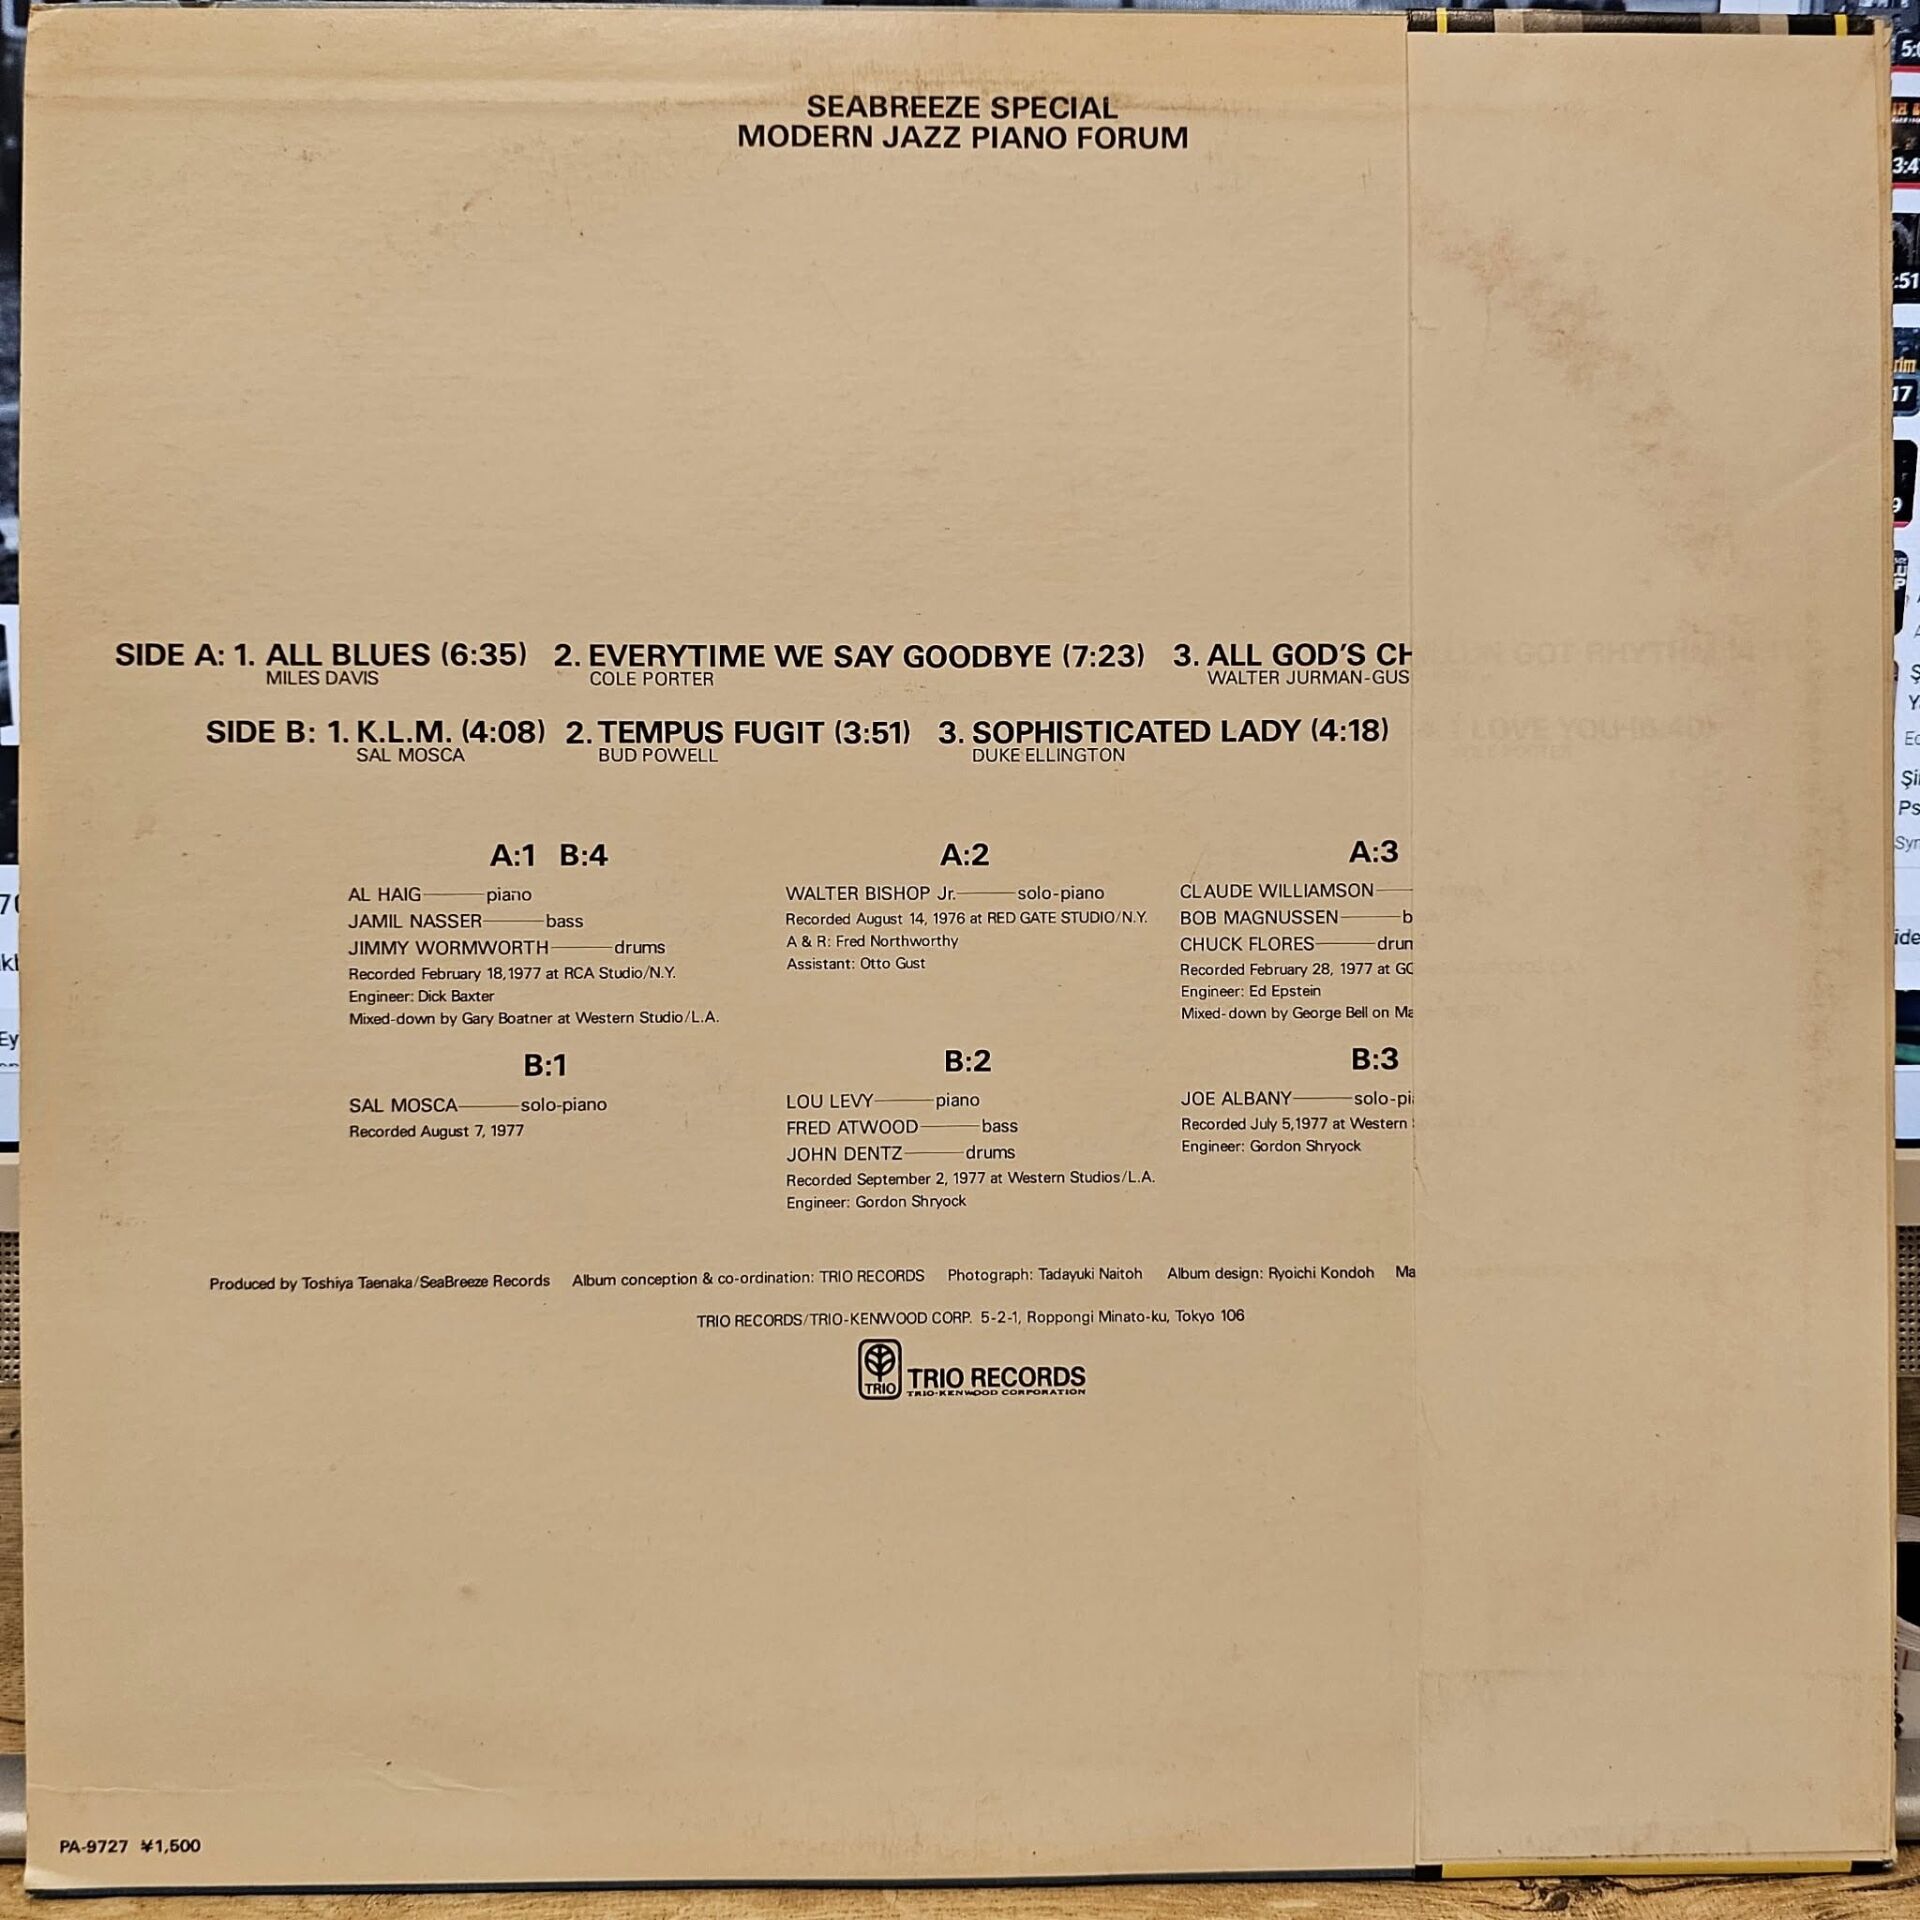 SEABREEZE SPECIAL
MODERN JAZZ PIANO FORUM
SIDE A: 1. ALL BLUES (6:35) 2. EVERYTIME WE SAY GOODBYE (7:23) 3. ALL GOD'S CH
MILES DAVIS COLE PORTER WALTER JURMAN-GUS
SIDE B: 1. K.L.M. (4:08) 2. TEMPUS FUGIT (3:51) 3. SOPHISTICATED LADY (4:18) I LOVE YOU
SAL MOSCA BUD POWELL DUKE ELLINGTON
A:1 B:4
AL HAIG——piano
JAMIL NASSER——bass
JIMMY WORMWORTH——drums
Recorded February 18,1977 at RCA Studio/N.Y.
Engineer: Dick Baxter
Mixed-down by Gary Boatner at Western Studio/L.A.
A:2
WALTER BISHOP Jr.——solo-piano
Recorded August 14, 1976 at RED GATE STUDIO/N.Y.
A & R: Fred Northworthy
Assistant: Otto Gust
A:3
CLAUDE WILLIAMSON——
BOB MAGNUSSEN——b
CHUCK FLORES——drun
Recorded February 28, 1977 at GC
Engineer: Ed Epstein
Mixed-down by George Bell on Ma
B:1
SAL MOSCA——solo-piano
Recorded August 7, 1977
B:2
LOU LEVY——piano
FRED ATWOOD——bass
JOHN DENTZ——drums
Recorded September 2, 1977 at Western Studios/L.A.
Engineer: Gordon Shryock
B:3
JOE ALBANY——solo-pi
Recorded July 5,1977 at Western
Engineer: Gordon Shryock
Produced by Toshiya Taenaka/SeaBreeze Records Album conception & co-ordination: TRIO RECORDS Photograph: Tadayuki Naitoh Album design: Ryoichi Kondoh Ma
TRIO RECORDS/TRIO-KENWOOD CORP. 5-2-1, Roppongi Minato-ku, Tokyo 106
TRIO TRIO RECORDS
TRIO-KENWOOD CORPORATION
PA-9727 ¥1,500